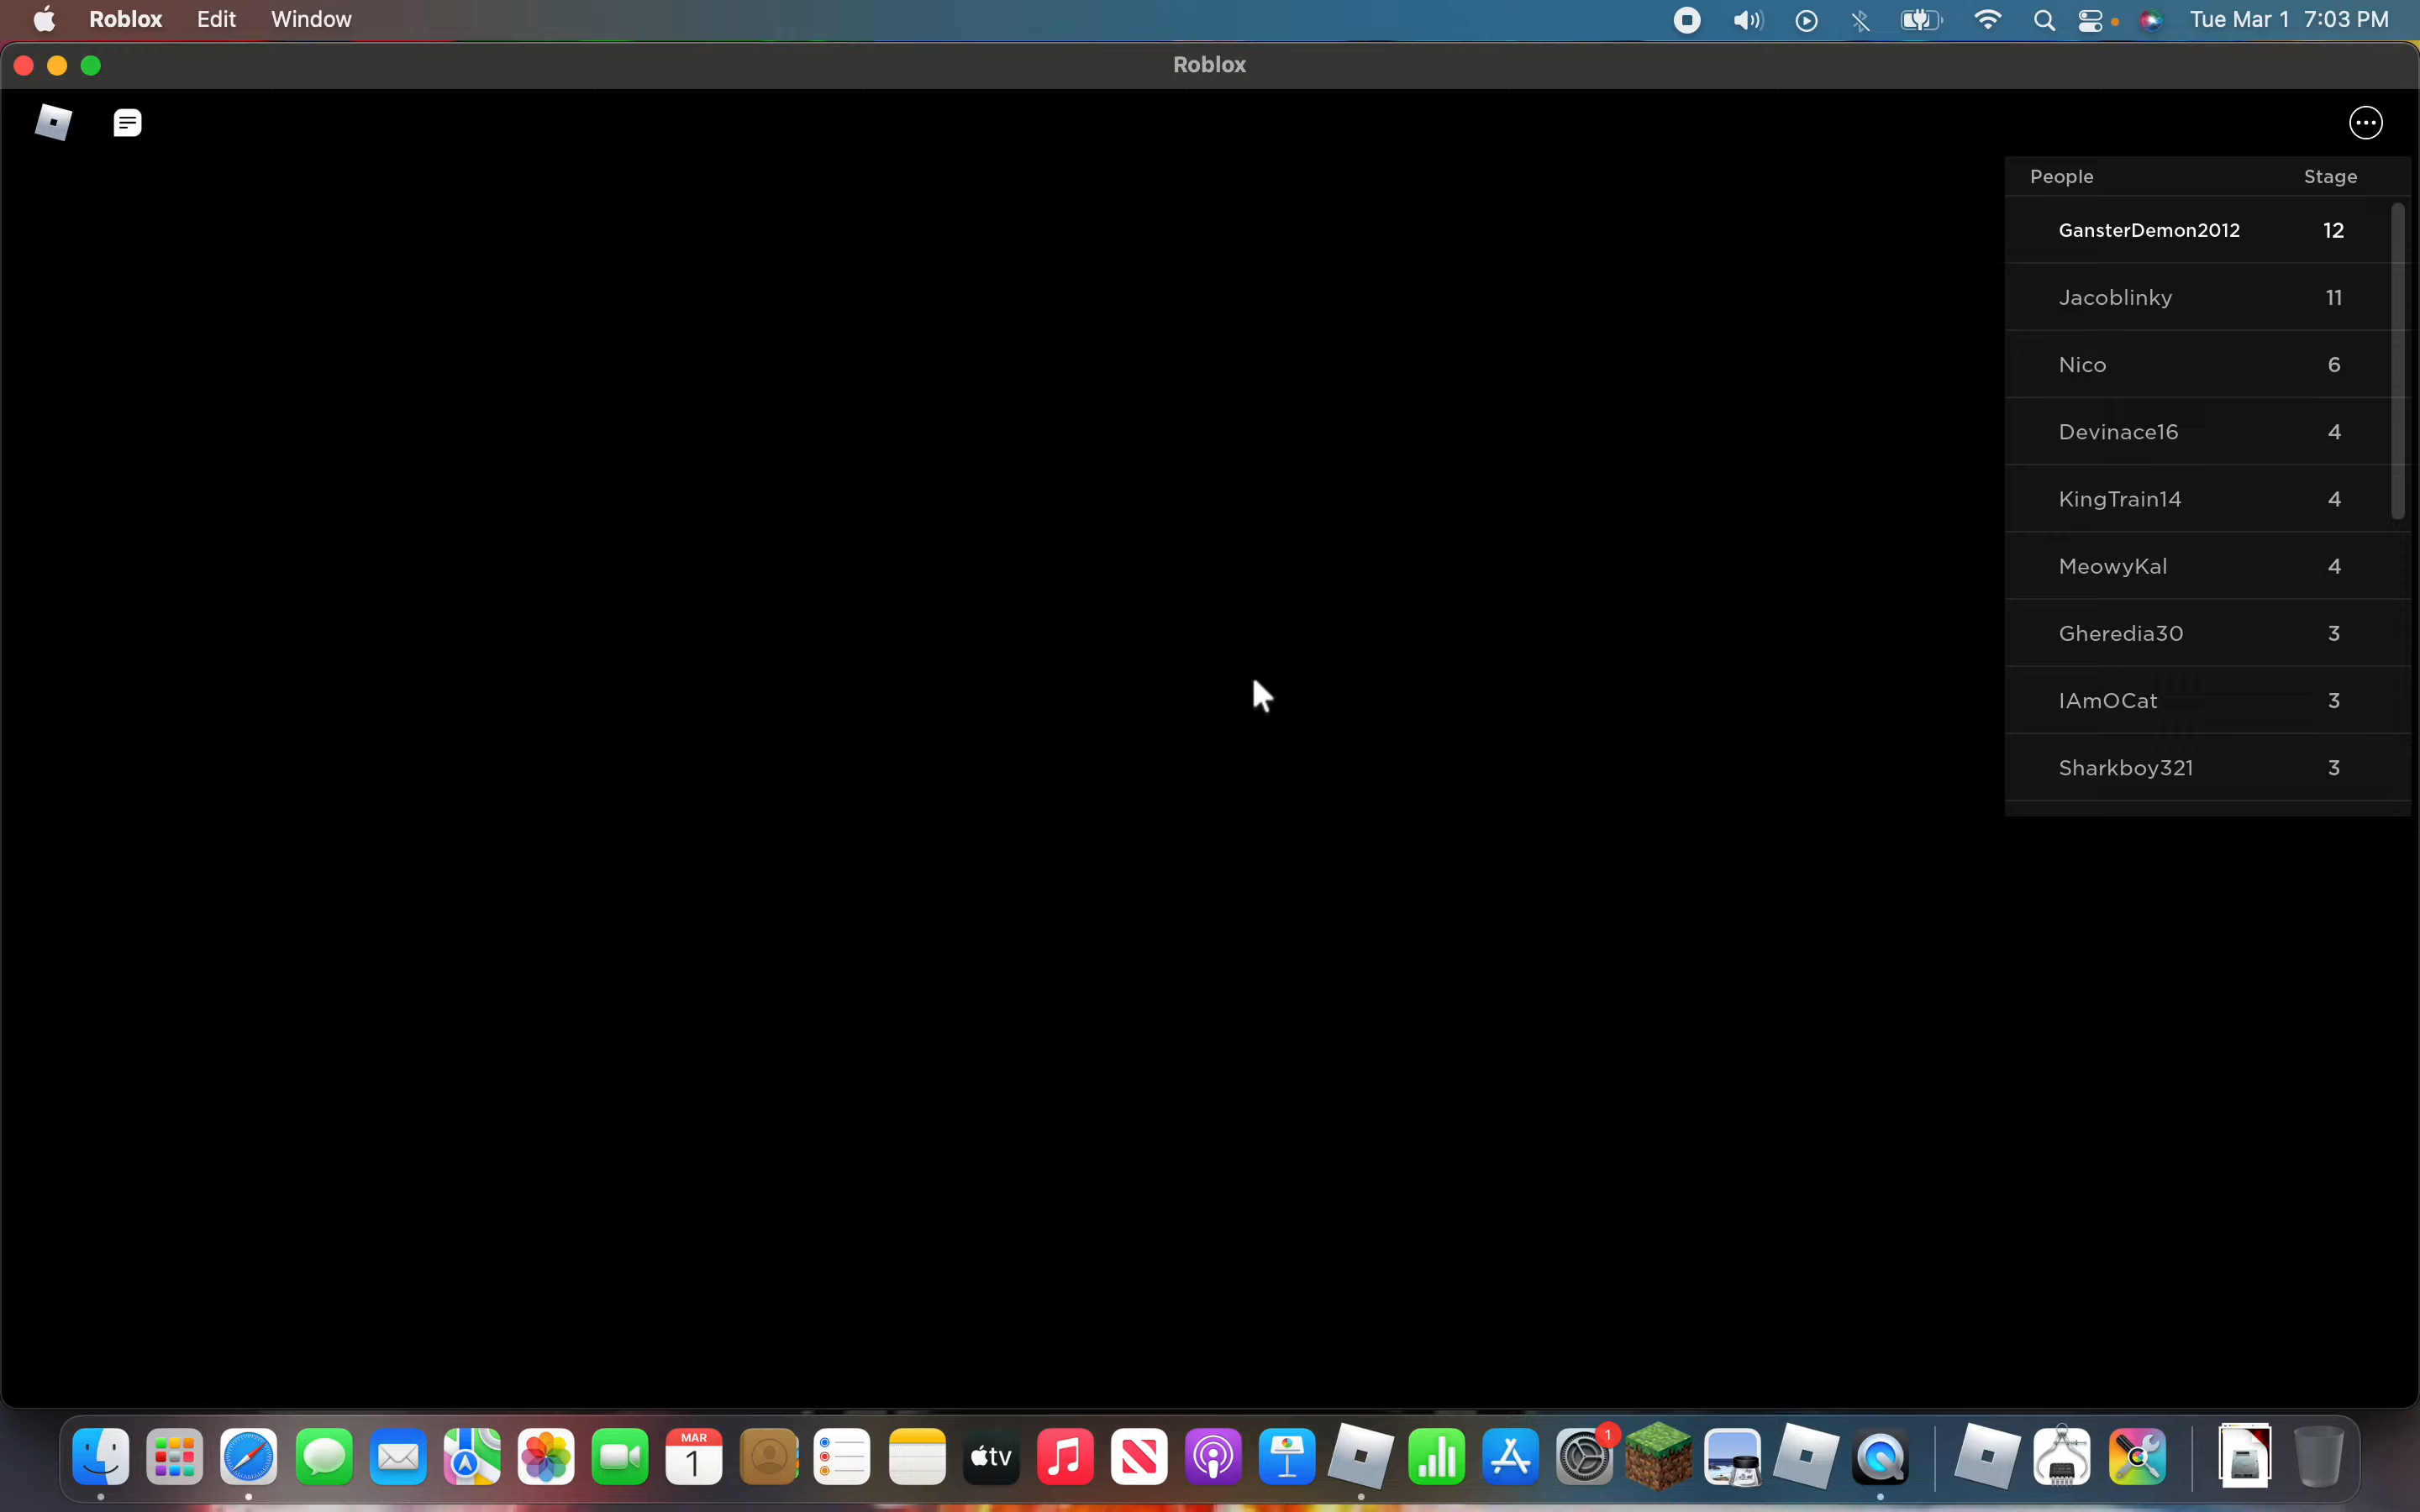 Roblox Edit Window Tue Mar 1 7:03 PM
Roblox
People Stage
GansterDemon2012 12
Jacoblinky 11
Nico 6
Devinace16 4
KingTrain14 4
MeowyKal 4
Gheredia30 3
IAmOCat 3
Sharkboy321 3
MAR
1
tv
1